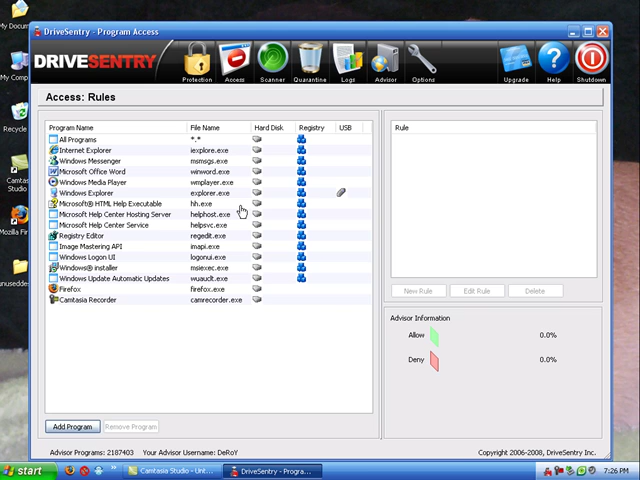 My Docum
DriveSentry - Program Access
DRIVESENTRY
Protection Access Scanner Quarantine Logs Advisor Options Upgrade Help Shutdown
My Comp
Access: Rules
Program Name File Name Hard Disk Registry USB
Rule
All Programs *.*
Internet Explorer iexplore.exe
Windows Messenger msmsgs.exe
Microsoft Office Word winword.exe
Windows Media Player wmplayer.exe
Windows Explorer explorer.exe
Microsoft® HTML Help Executable hh.exe
Microsoft Help Center Hosting Server helphost.exe
Microsoft Help Center Service helpsvc.exe
Registry Editor regedit.exe
Image Mastering API imapi.exe
Windows Logon UI logonui.exe
Windows® installer msiexec.exe
Windows Update Automatic Updates wuauclt.exe
Firefox firefox.exe
Camtasia Recorder camrecorder.exe
Recycle
Camtas
Studio
Mozilla Fir
unuseddes
New Rule Edit Rule Delete
Advisor Information
Allow 0.0%
Deny 0.0%
Add Program Remove Program
Advisor Programs: 2187403 Your Advisor Username: DeRoY Copyright 2006-2008, DriveSentry Inc.
start Camtasia Studio - Unt... DriveSentry - Progra... 7:26 PM